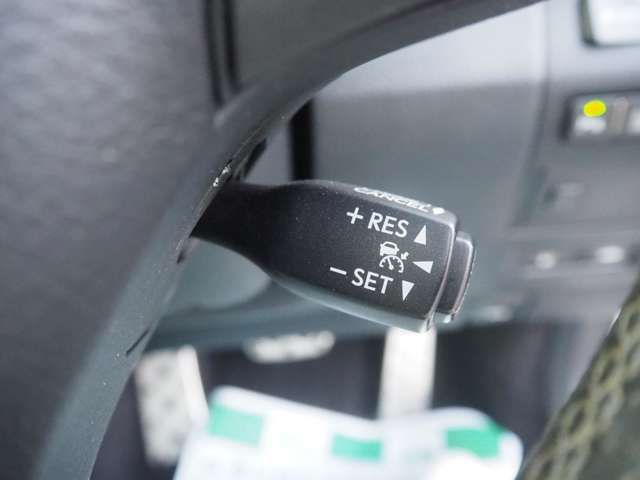 CANCEL
+ RES ▲
◀
− SET ▼